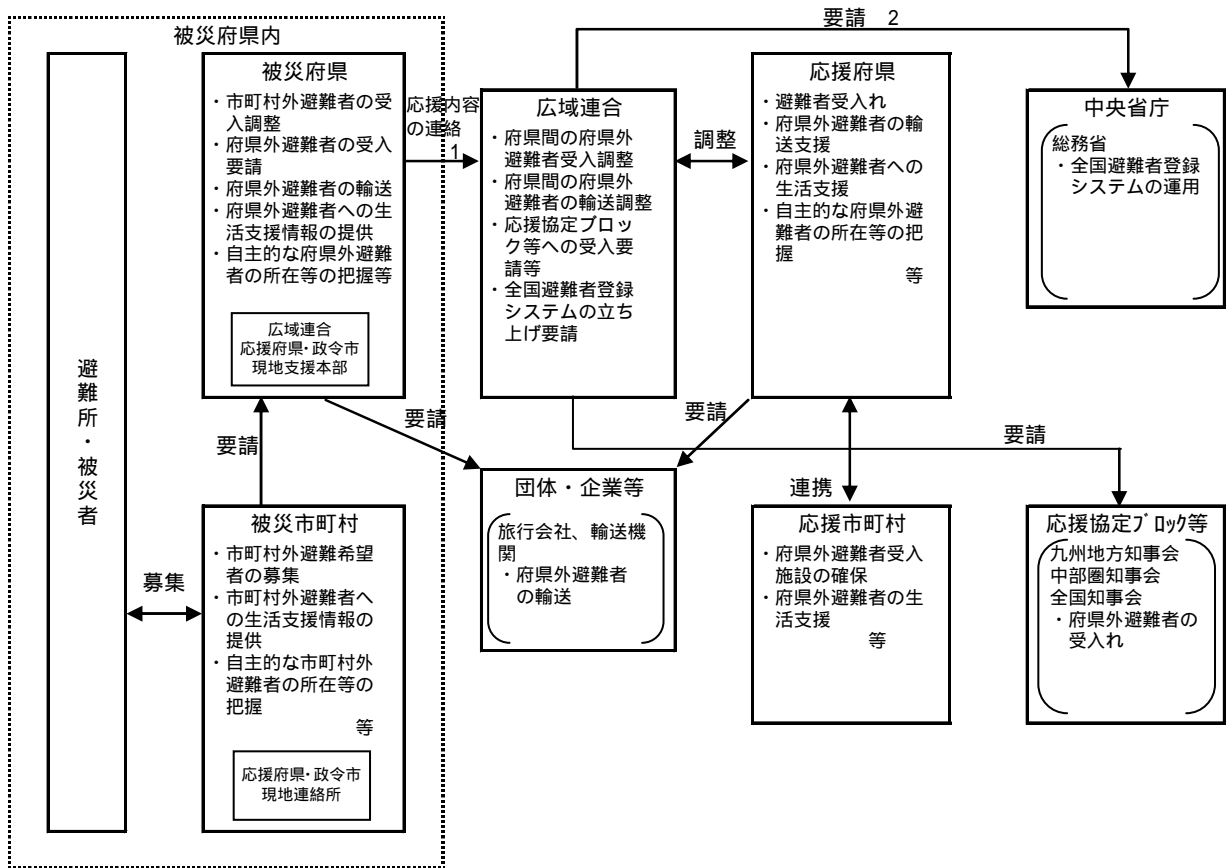 被災府県内
避難所・被災者
被災府県
・市町村外避難者の受
入調整
・府県外避難者の受入
要請
・府県外避難者の輸送
・府県外避難者への生
活支援情報の提供
・自主的な府県外避難
者の所在等の把握等
広域連合
応援府県・政令市
現地支援本部
要請
被災市町村
・市町村外避難希望
者の募集
・市町村外避難者へ
の生活支援情報の
提供
・自主的な市町村外
避難者の所在等の
把握
等
応援府県・政令市
現地連絡所
募集
応援内容
の連絡
1
広域連合
・府県間の府県外
避難者受入調整
・府県間の府県外
避難者の輸送調整
・応援協定ブロッ
ク等への受入要
請等
・全国避難者登録
システムの立ち
上げ要請
要請
団体・企業等
旅行会社、輸送機
関
・府県外避難者
の輸送
要請 2
調整
応援府県
・避難者受入れ
・府県外避難者の輸
送支援
・府県外避難者への
生活支援
・自主的な府県外避
難者の所在等の把
握
等
要請
連携
応援市町村
・府県外避難者受入
施設の確保
・府県外避難者の生
活支援
等
中央省庁
総務省
・全国避難者登録
システムの運用
要請
応援協定ﾌﾞﾛｯｸ等
九州地方知事会
中部圏知事会
全国知事会
・府県外避難者の
受入れ